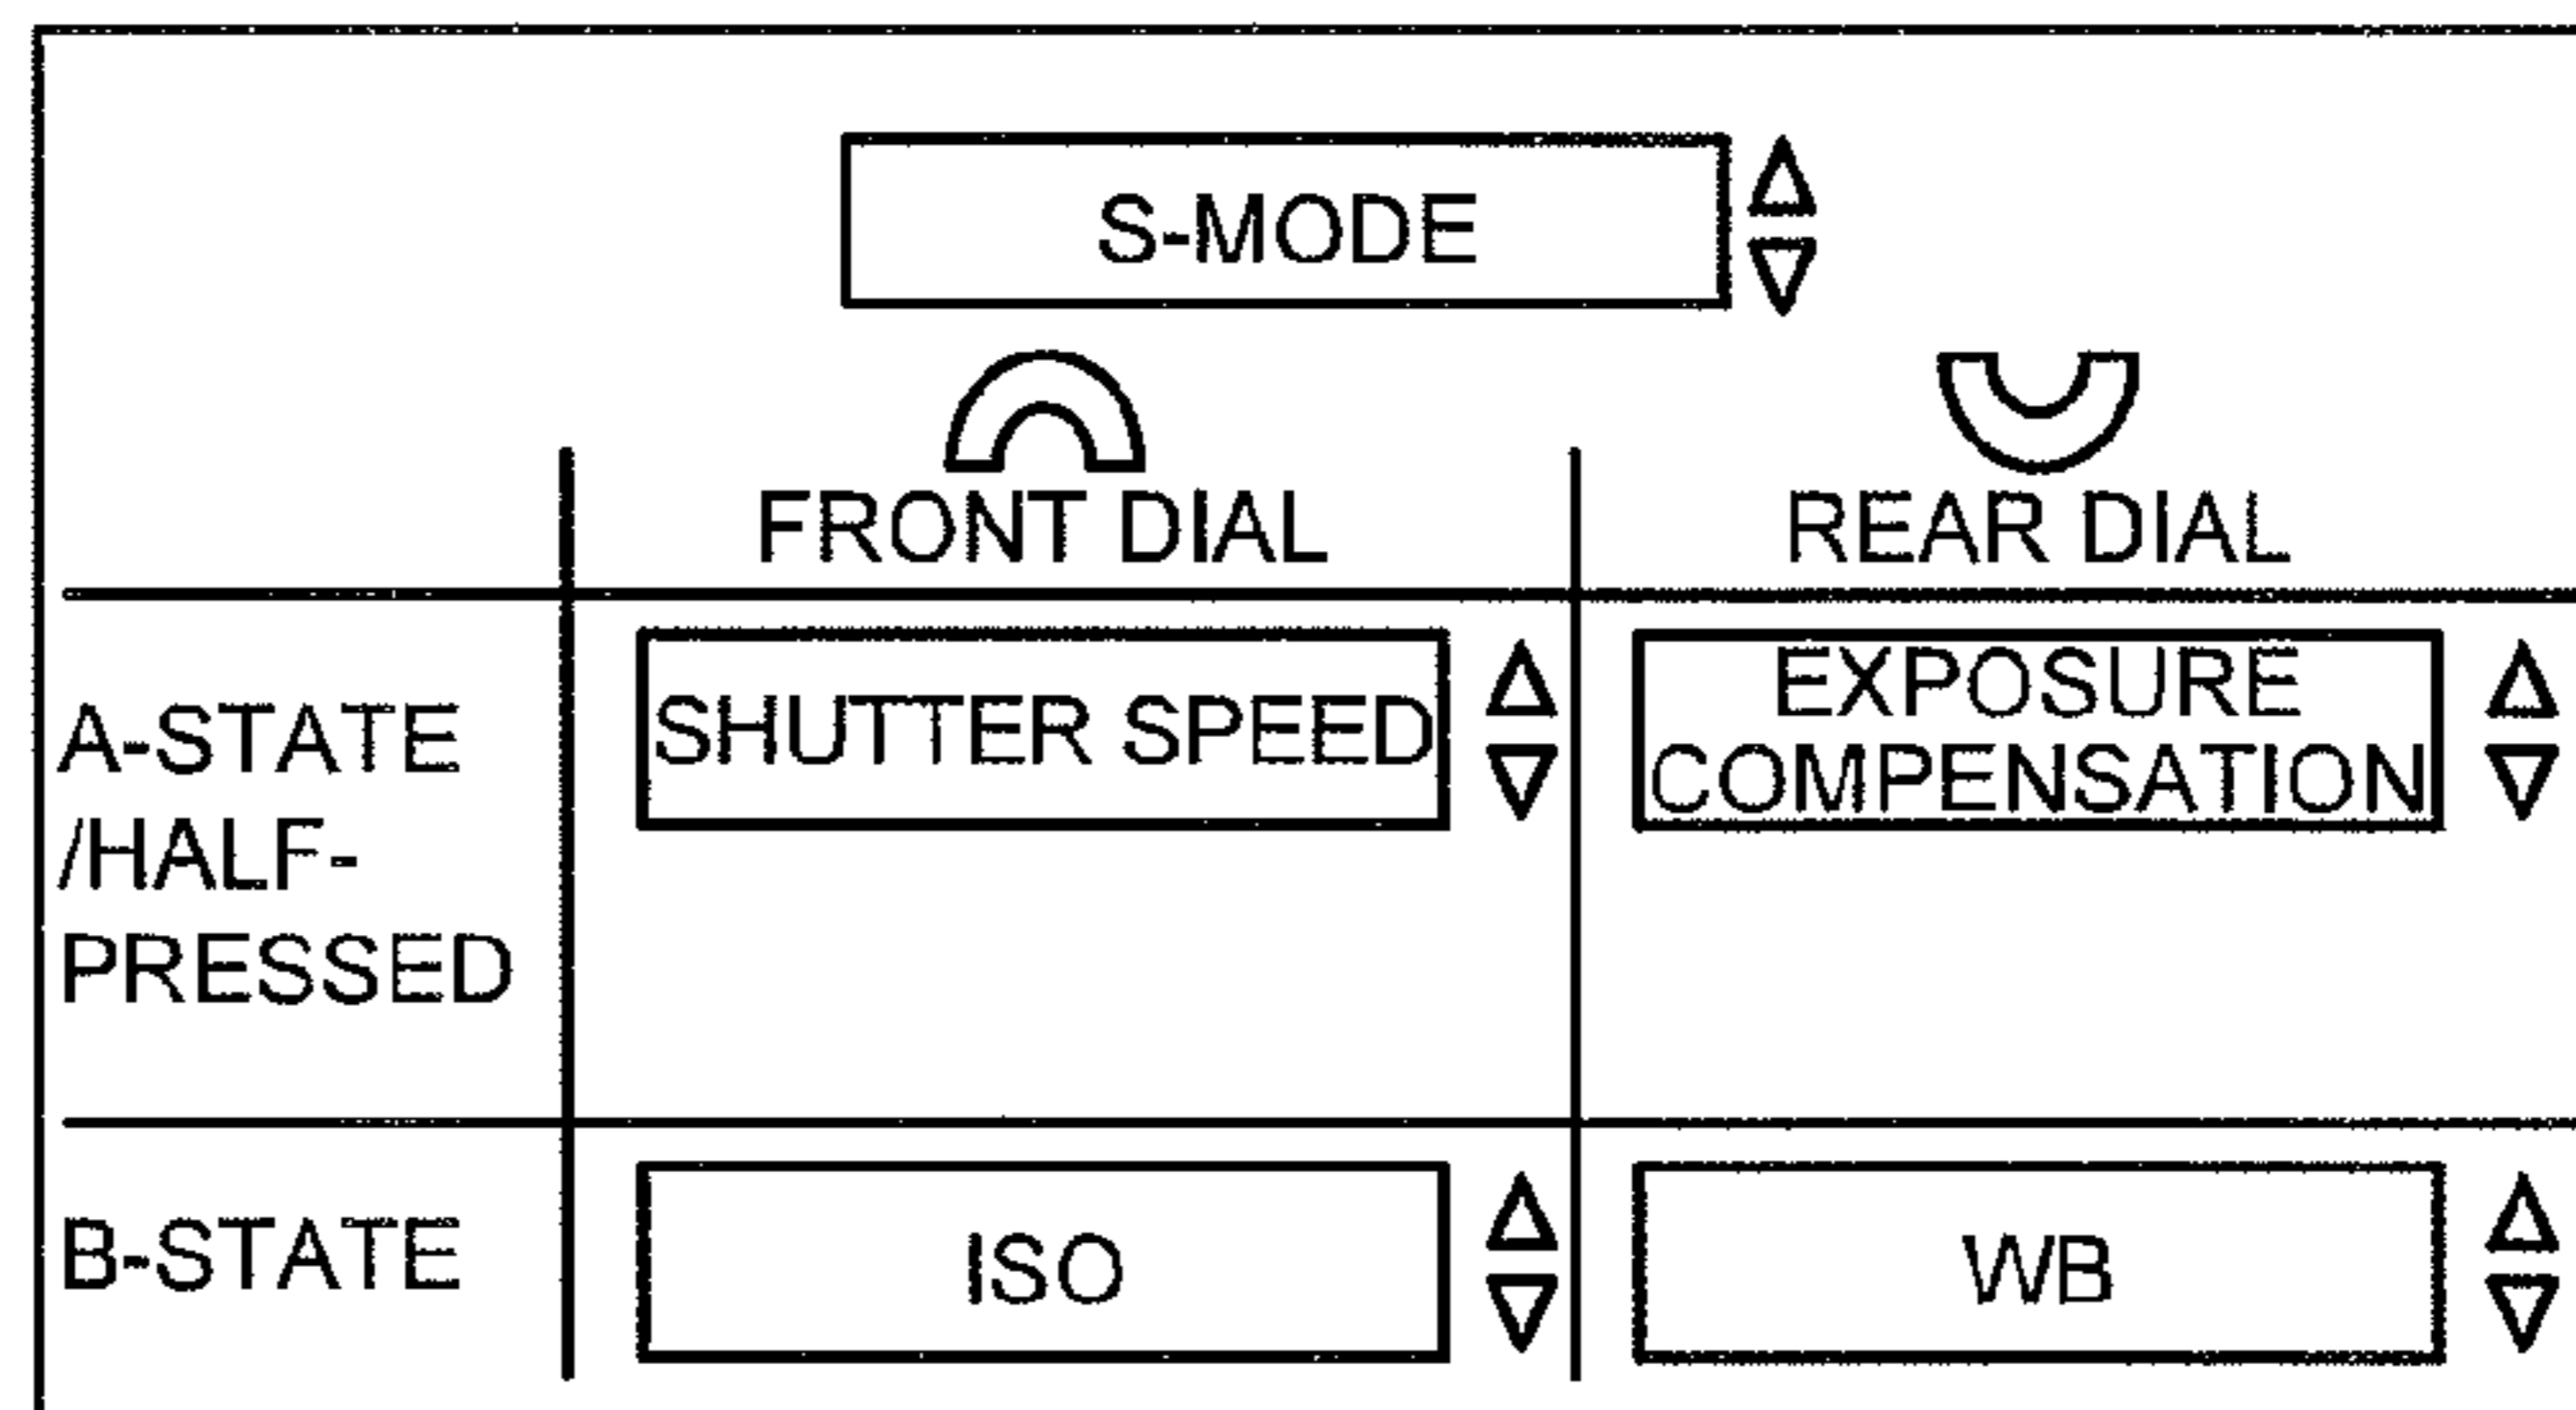 S-MODE
FRONT DIAL
REAR DIAL
A-STATE
/HALF-
PRESSED
SHUTTER SPEED
EXPOSURE
COMPENSATION
B-STATE
ISO
WB